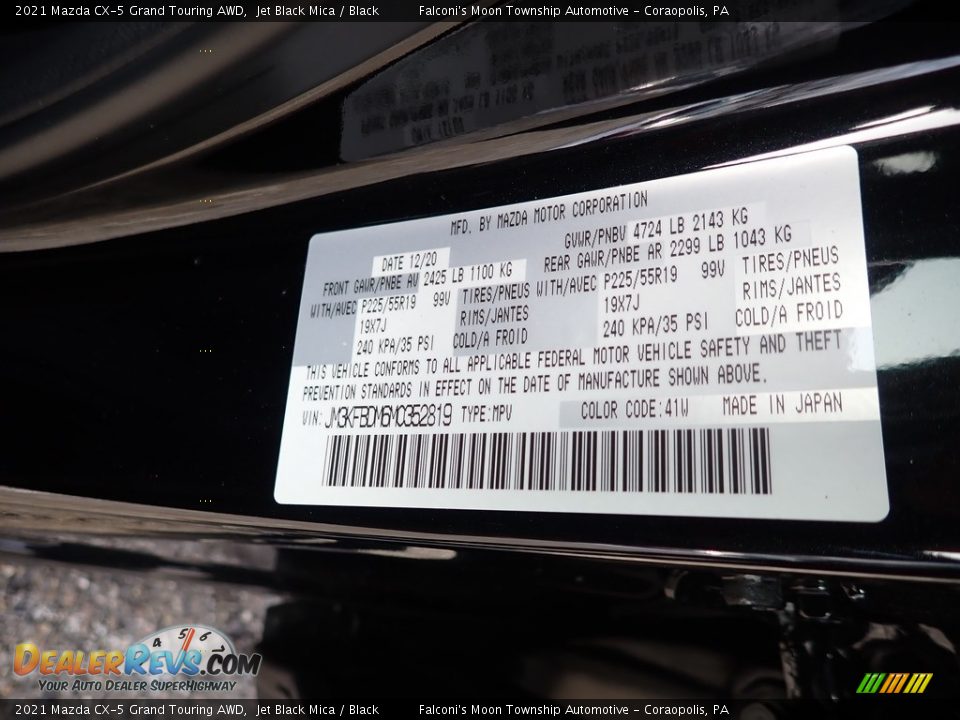 2021 Mazda CX-5 Grand Touring AWD, Jet Black Mica / Black Falconi's Moon Township Automotive - Coraopolis, PA
MFD. BY MAZDA MOTOR CORPORATION
DATE 12/20 GVWR/PNBV 4724 LB 2143 KG
FRONT GAWR/PNBE AV 2425 LB 1100 KG REAR GAWR/PNBE AR 2299 LB 1043 KG
WITH/AVEC P225/55R19 99V TIRES/PNEUS WITH/AVEC P225/55R19 99V TIRES/PNEUS
19X7J RIMS/JANTES 19X7J RIMS/JANTES
240 KPA/35 PSI COLD/A FROID 240 KPA/35 PSI COLD/A FROID
THIS VEHICLE CONFORMS TO ALL APPLICABLE FEDERAL MOTOR VEHICLE SAFETY AND THEFT
PREVENTION STANDARDS IN EFFECT ON THE DATE OF MANUFACTURE SHOWN ABOVE.
VIN: JM3KFBDM6M0352819 TYPE:MPV COLOR CODE:41W MADE IN JAPAN
4 5 6
DealerRevs.com
Your Auto Dealer SuperHighway
2021 Mazda CX-5 Grand Touring AWD, Jet Black Mica / Black Falconi's Moon Township Automotive - Coraopolis, PA